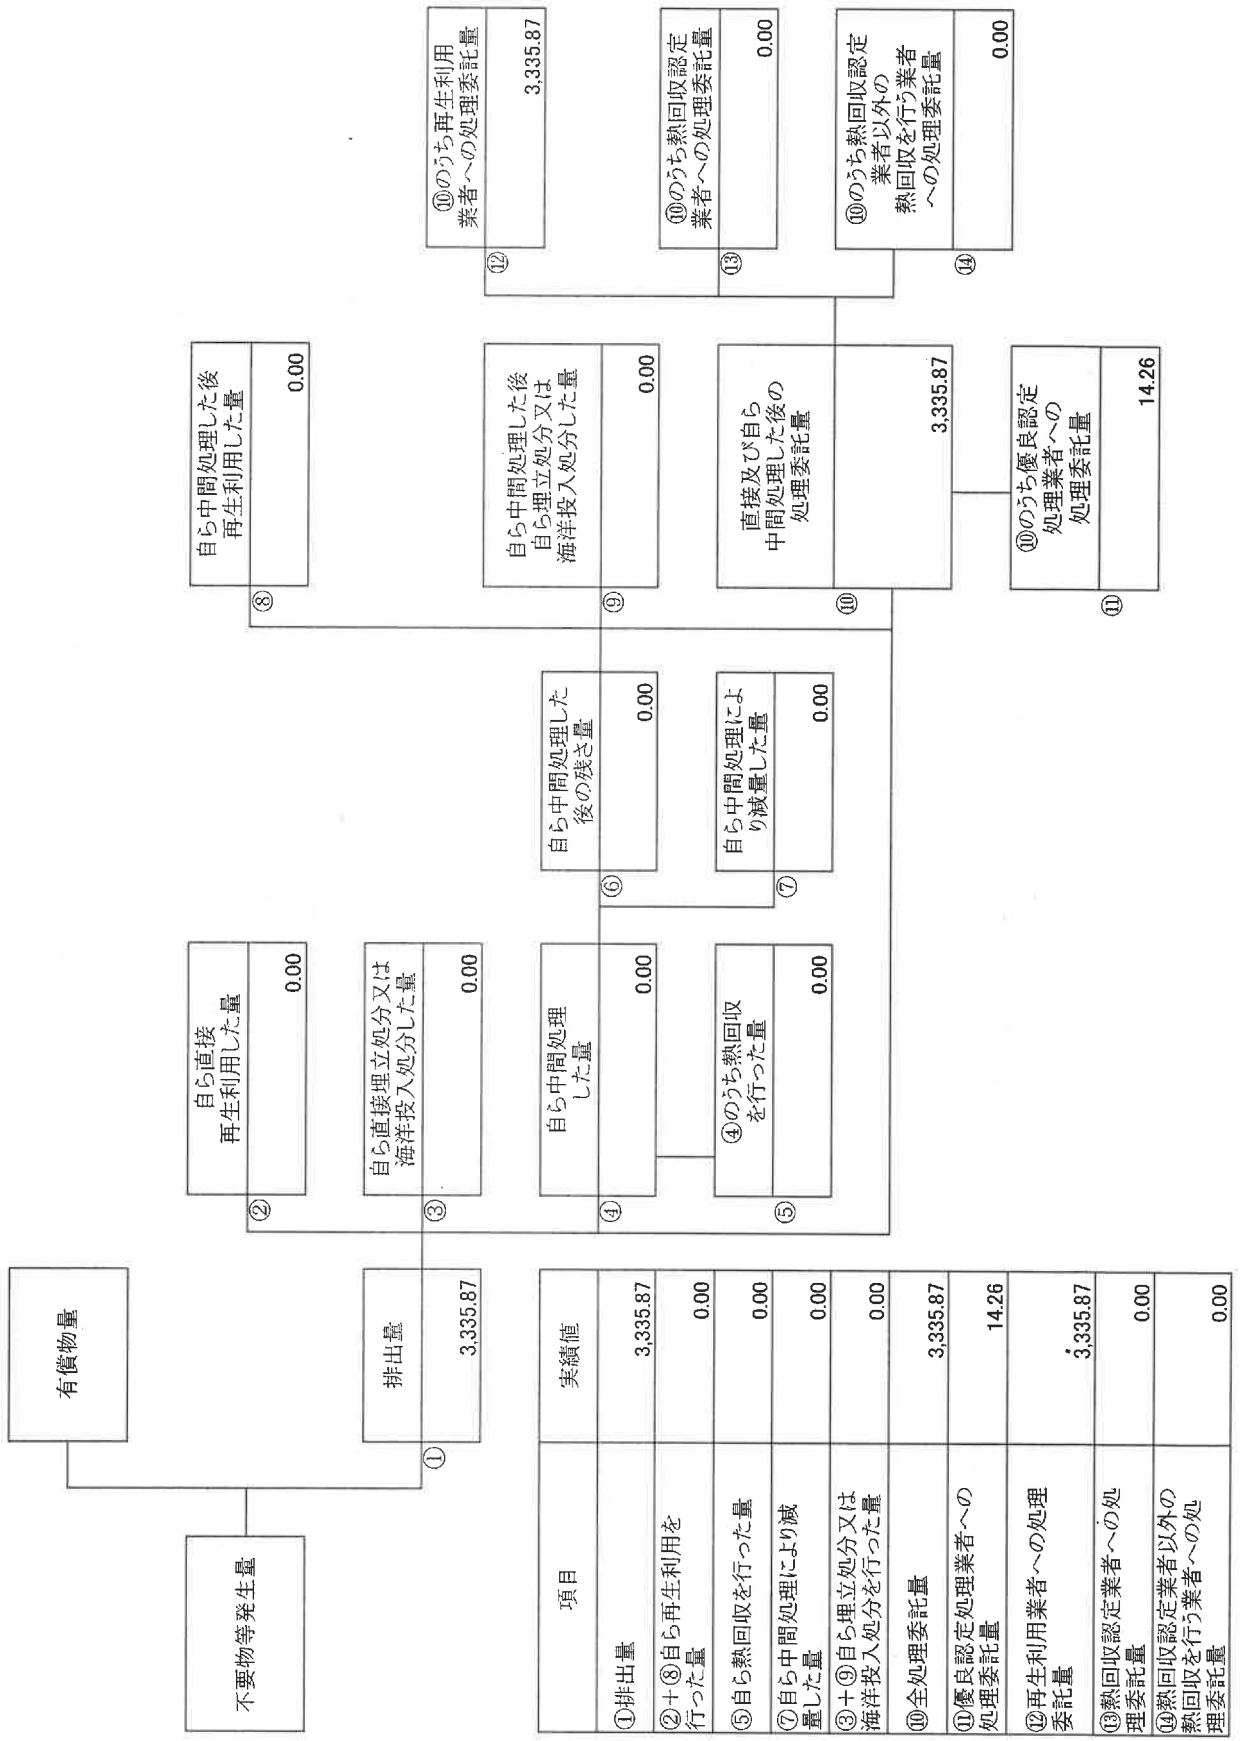 不要物等発生量
有償物量
①
排出量
3,335.87
②
自ら直接
再生利用した量
0.00
③
自ら直接埋立処分又は
海洋投入処分した量
0.00
④
自ら中間処理
した量
0.00
⑤
④のうち熱回収
を行った量
0.00
⑥
自ら中間処理した
後の残さ量
0.00
⑦
自ら中間処理によ
り減量した量
0.00
⑧
自ら中間処理した後
再生利用した量
0.00
⑨
自ら中間処理した後
自ら埋立処分又は
海洋投入処分した量
0.00
⑩
直接及び自ら
中間処理した後の
処理委託量
3,335.87
⑪
⑩のうち優良認定
処理業者への
処理委託量
14.26
⑫
⑩のうち再生利用
業者への処理委託量
3,335.87
⑬
⑩のうち熱回収認定
業者への処理委託量
0.00
⑭
⑩のうち熱回収認定
業者以外の
熱回収を行う業者
への処理委託量
0.00
項目
実績値
①排出量
3,335.87
②+⑧自ら再生利用を
行った量
0.00
⑤自ら熱回収を行った量
0.00
⑦自ら中間処理により減
量した量
0.00
③+⑨自ら埋立処分又は
海洋投入処分を行った量
0.00
⑩全処理委託量
3,335.87
⑪優良認定処理業者への
処理委託量
14.26
⑫再生利用業者への処理
委託量
3,335.87
⑬熱回収認定業者への処
理委託量
0.00
⑭熱回収認定業者以外の
熱回収を行う業者への処
理委託量
0.00